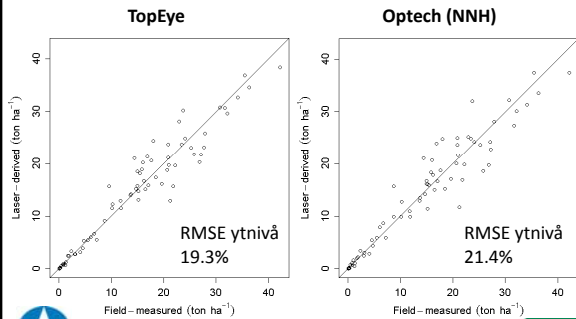 TopEye
Optech (NNH)
Laser – derived (ton ha⁻¹)
40
30
20
10
0
RMSE ytnivå
19.3%
0 10 20 30 40
Field – measured (ton ha⁻¹)
Laser – derived (ton ha⁻¹)
40
30
20
10
0
RMSE ytnivå
21.4%
0 10 20 30 40
Field – measured (ton ha⁻¹)